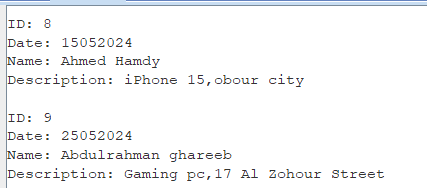 ID: 8
Date: 15052024
Name: Ahmed Hamdy
Description: iPhone 15,obour city
ID: 9
Date: 25052024
Name: Abdulrahman ghareeb
Description: Gaming pc,17 Al Zohour Street